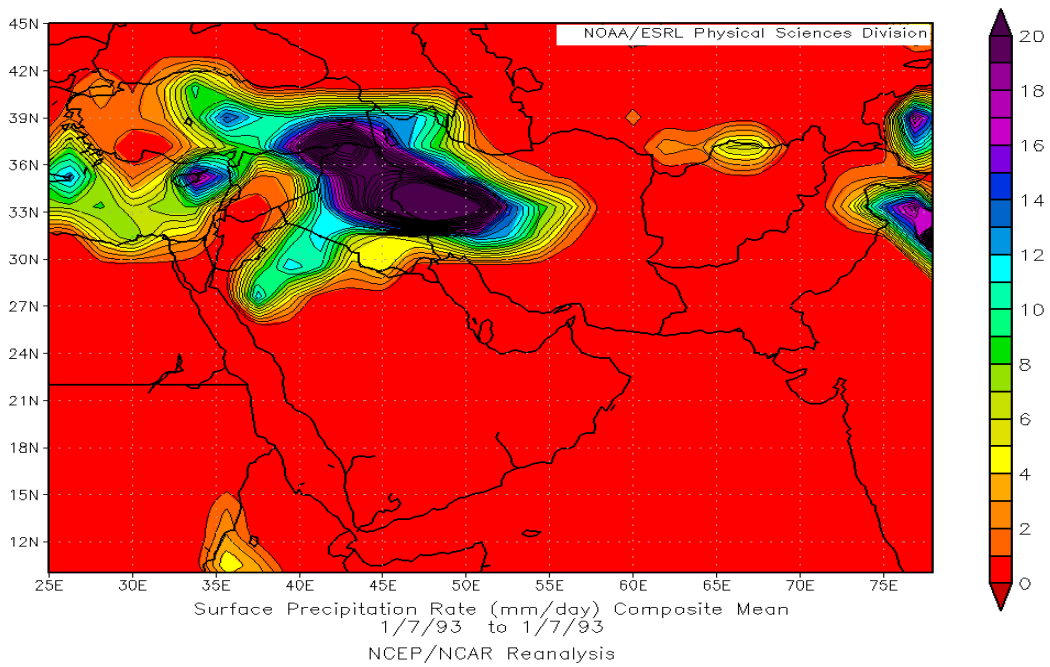 NOAA/ESRL Physical Sciences Division
45N
42N
39N
36N
33N
30N
27N
24N
21N
18N
15N
12N
25E 30E 35E 40E 45E 50E 55E 60E 65E 70E 75E
20
18
16
14
12
10
8
6
4
2
0
Surface Precipitation Rate (mm/day) Composite Mean
1/7/93 to 1/7/93
NCEP/NCAR Reanalysis